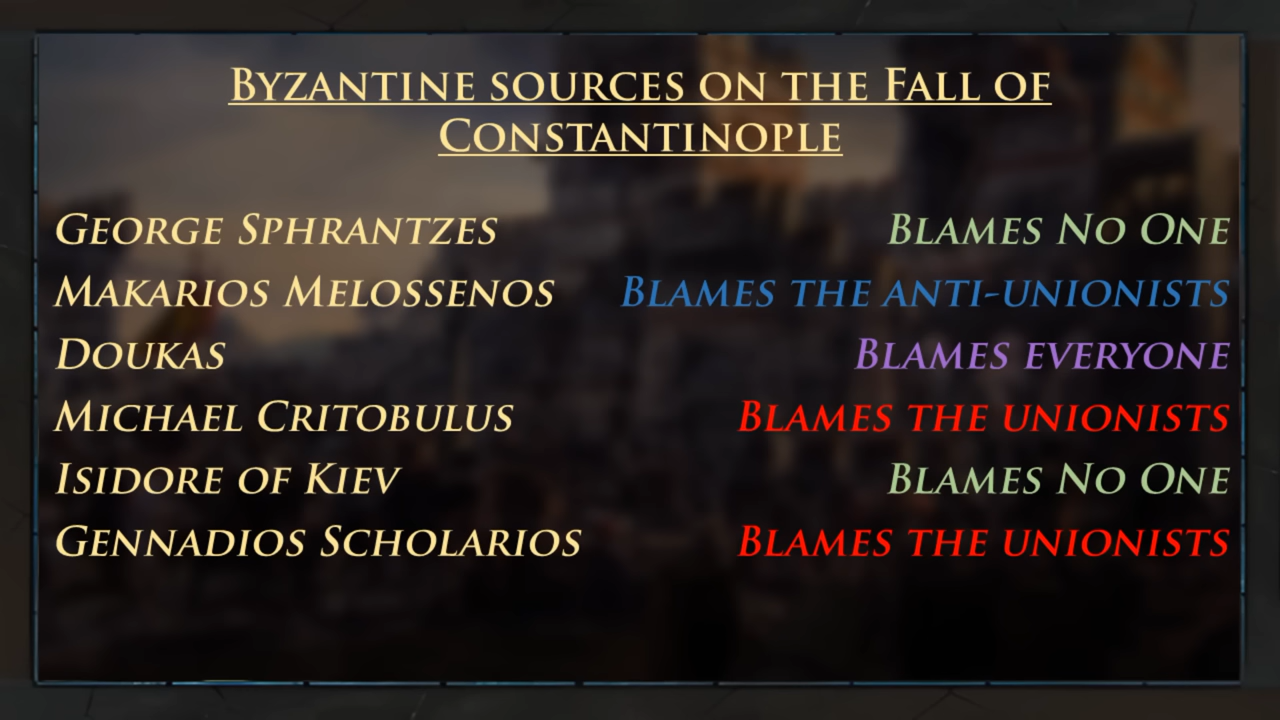 Byzantine sources on the Fall of
Constantinople
George Sphrantzes Blames No One
Makarios Melossenos Blames the anti-unionists
Doukas Blames everyone
Michael Critobulus Blames the unionists
Isidore of Kiev Blames No One
Gennadios Scholarios Blames the unionists